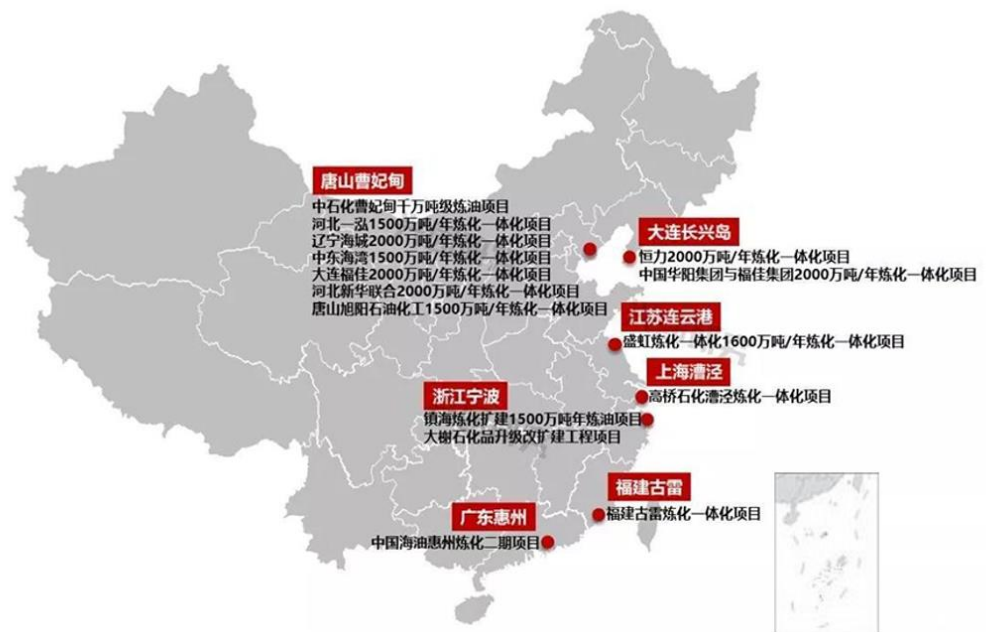 唐山曹妃甸
中石化曹妃甸千万吨级炼油项目
河北一泓1500万吨/年炼化一体化项目
辽宁海城2000万吨/年炼化一体化项目
中东海湾1500万吨/年炼化一体化项目
大连福佳2000万吨/年炼化一体化项目
河北新华联合2000万吨/年炼化一体化项目
唐山旭阳石油化工1500万吨/年炼化一体化项目
大连长兴岛
恒力2000万吨/年炼化一体化项目
中国华阳集团与福佳集团2000万吨/年炼化一体化项目
江苏连云港
盛虹炼化一体化1600万吨/年炼化一体化项目
上海漕泾
高桥石化漕泾炼化一体化项目
浙江宁波
镇海炼化扩建1500万吨年炼油项目
大榭石化品升级改扩建工程项目
福建古雷
福建古雷炼化一体化项目
广东惠州
中国海油惠州炼化二期项目